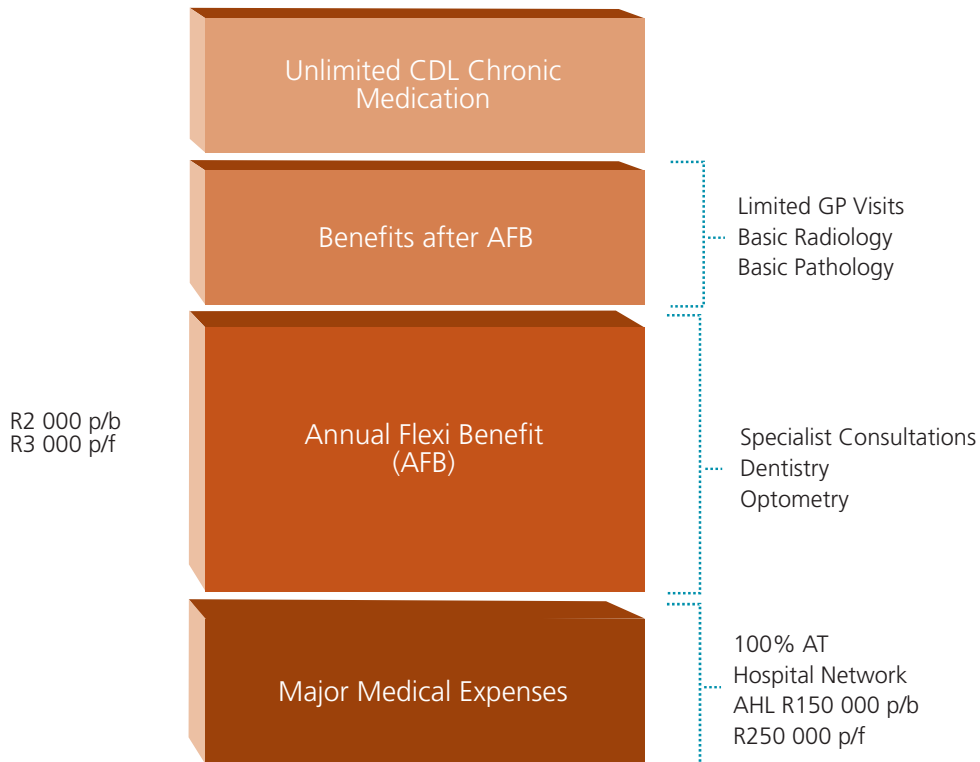 Unlimited CDL Chronic
Medication
Benefits after AFB
Limited GP Visits
Basic Radiology
Basic Pathology
R2 000 p/b
R3 000 p/f
Annual Flexi Benefit
(AFB)
Specialist Consultations
Dentistry
Optometry
Major Medical Expenses
100% AT
Hospital Network
AHL R150 000 p/b
R250 000 p/f